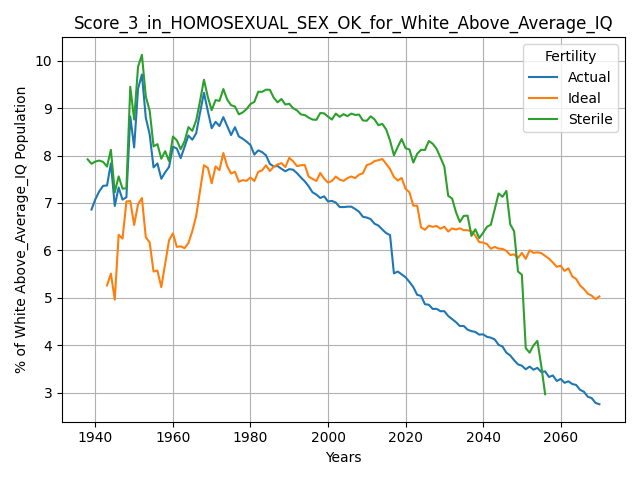 Score_3_in_HOMOSEXUAL_SEX_OK_for_White_Above_Average_IQ
% of White Above_Average_IQ Population
10
9
8
7
6
5
4
3
Fertility
Actual
Ideal
Sterile
1940 1960 1980 2000 2020 2040 2060
Years